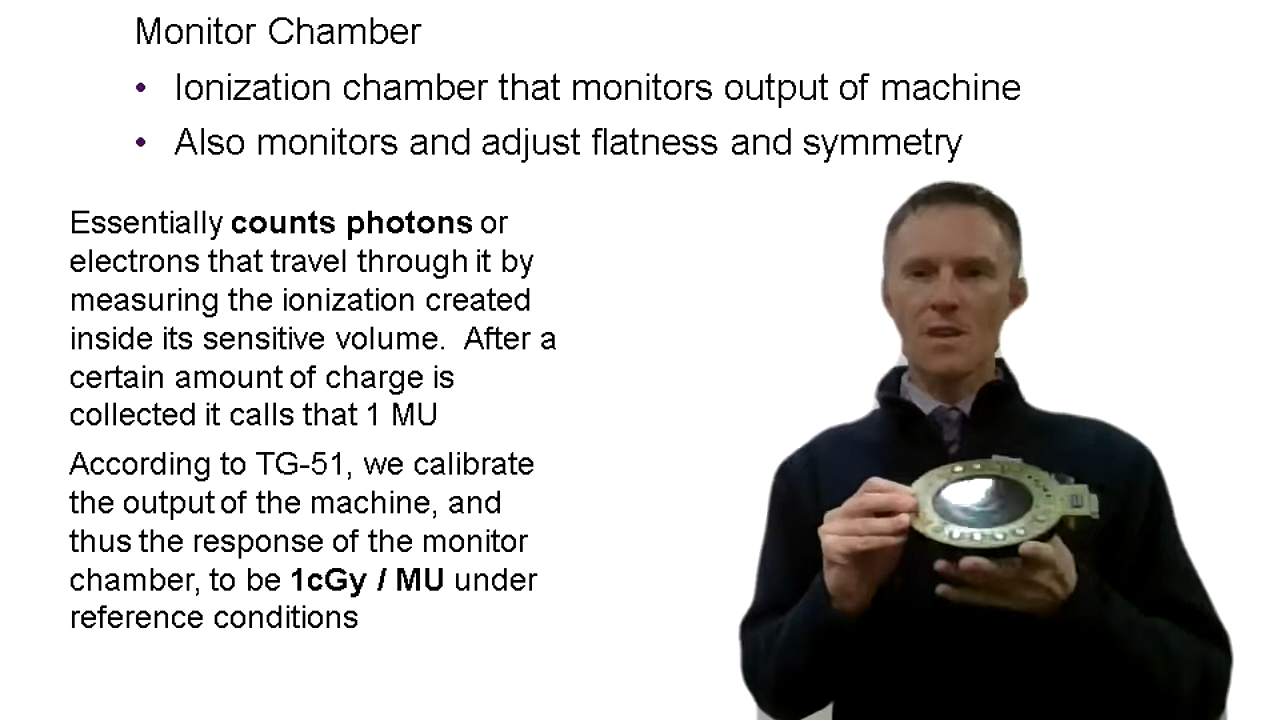 Monitor Chamber
• Ionization chamber that monitors output of machine
• Also monitors and adjust flatness and symmetry
Essentially counts photons or
electrons that travel through it by
measuring the ionization created
inside its sensitive volume.  After a
certain amount of charge is
collected it calls that 1 MU
According to TG-51, we calibrate
the output of the machine, and
thus the response of the monitor
chamber, to be 1cGy / MU under
reference conditions